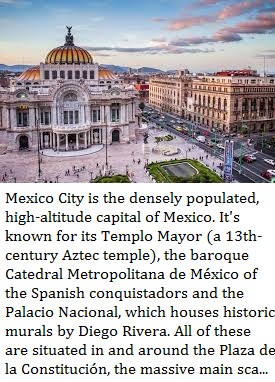 Mexico City is the densely populated,
high-altitude capital of Mexico. It's
known for its Templo Mayor (a 13th-
century Aztec temple), the baroque
Catedral Metropolitana de México of
the Spanish conquistadors and the
Palacio Nacional, which houses historic
murals by Diego Rivera. All of these
are situated in and around the Plaza de
la Constitución, the massive main sca...